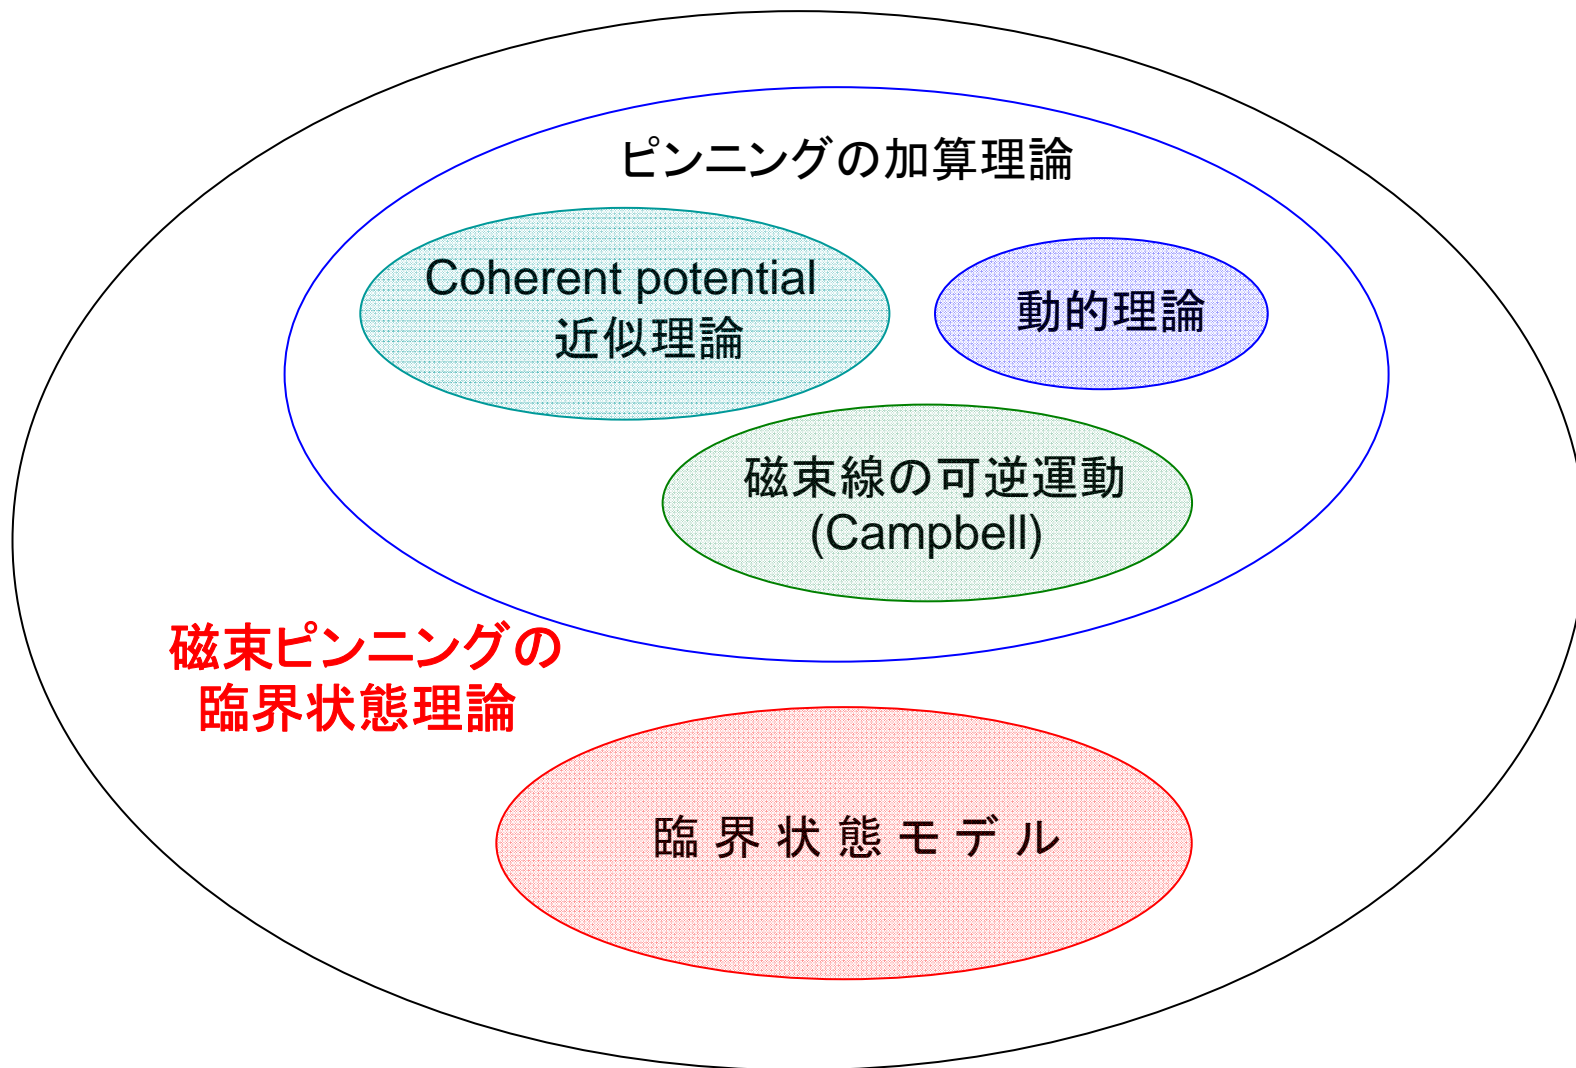 ピンニングの加算理論
Coherent potential
近似理論
動的理論
磁束線の可逆運動
(Campbell)
磁束ピンニングの
臨界状態理論
臨 界 状 態 モ デ ル